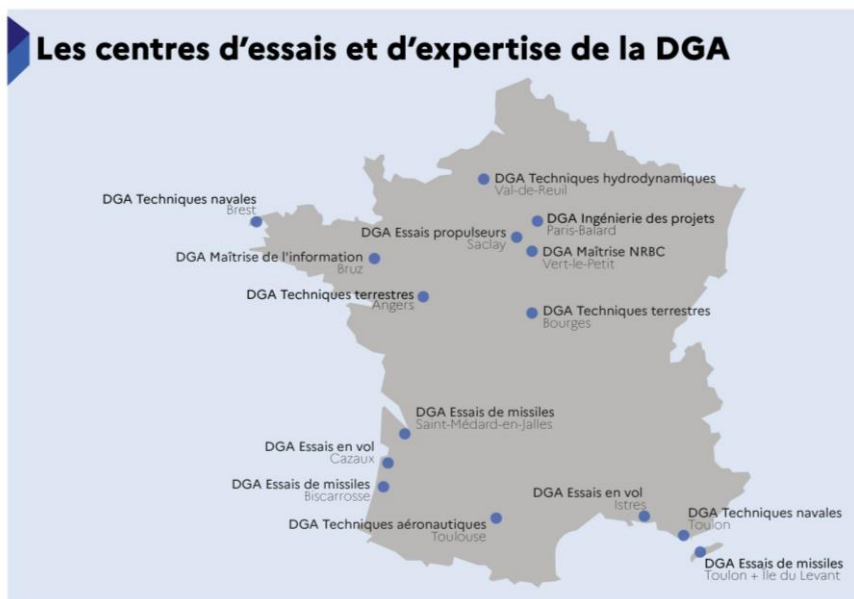 Les centres d'essais et d'expertise de la DGA
DGA Techniques hydrodynamiques
Val-de-Reuil
DGA Techniques navales
Brest
DGA Ingénierie des projets
Paris-Balard
DGA Essais propulseurs
Saclay
DGA Maîtrise de l'information
Bruz
DGA Maîtrise NRBC
Vert-le-Petit
DGA Techniques terrestres
Angers
DGA Techniques terrestres
Bourges
DGA Essais de missiles
Saint-Médard-en-Jalles
DGA Essais en vol
Cazaux
DGA Essais de missiles
Biscarrosse
DGA Essais en vol
Istres
DGA Techniques aéronautiques
Toulouse
DGA Techniques navales
Toulon
DGA Essais de missiles
Toulon + Île du Levant